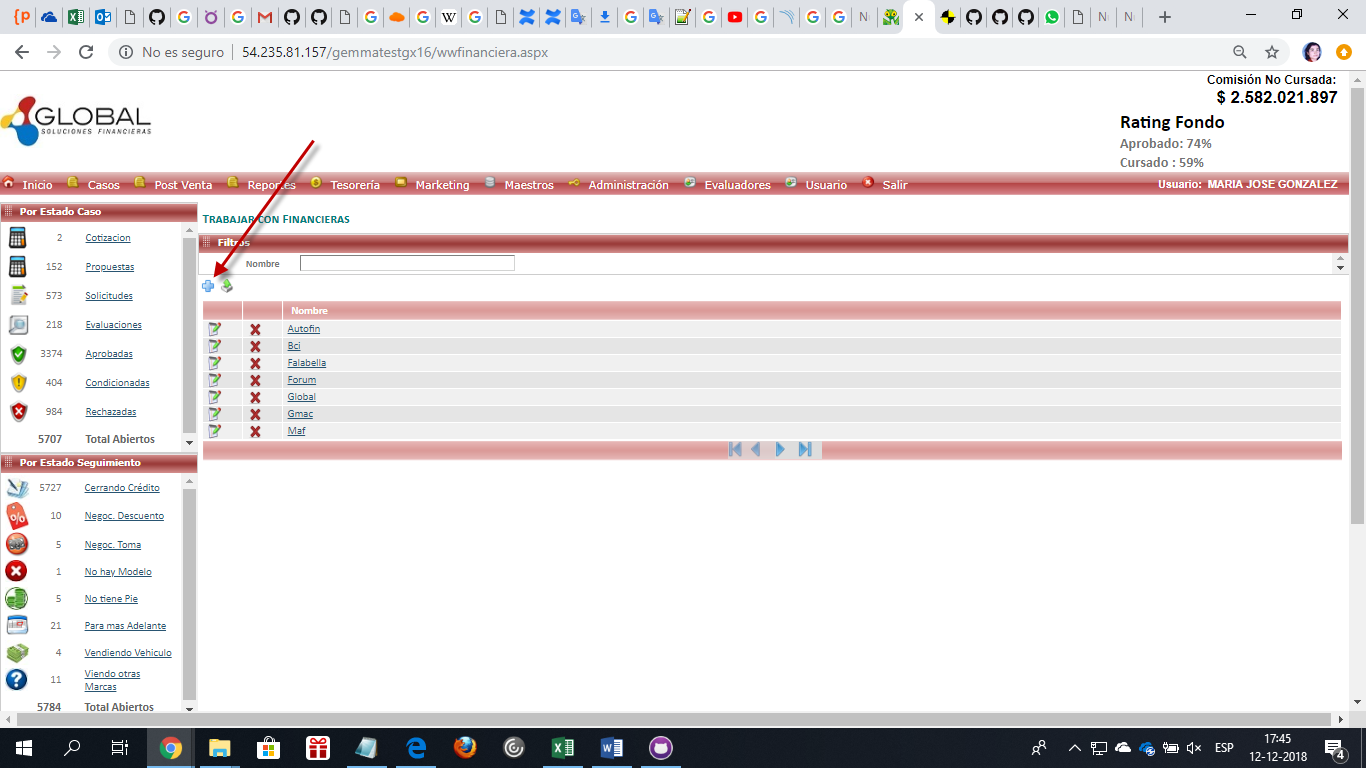 No es seguro | 54.235.81.157/gemmatestgx16/wwfinanciera.aspx
Comisión No Cursada:
$ 2.582.021.897
GLOBAL
SOLUCIONES FINANCIERAS
Rating Fondo
Aprobado: 74%
Cursado : 59%
Inicio Casos Post Venta Reportes Tesorería Marketing Maestros Administración Evaluadores Usuario Salir Usuario: MARIA JOSE GONZALEZ
Por Estado Caso
2 Cotizacion
152 Propuestas
573 Solicitudes
218 Evaluaciones
3374 Aprobadas
404 Condicionadas
984 Rechazadas
5707 Total Abiertos
Por Estado Seguimiento
5727 Cerrando Crédito
10 Negoc. Descuento
5 Negoc. Toma
1 No hay Modelo
5 No tiene Pie
21 Para mas Adelante
4 Vendiendo Vehiculo
11 Viendo otras
Marcas
5784 Total Abiertos
TRABAJAR CON FINANCIERAS
Filtros
Nombre
Nombre
Autofin
Bci
Falabella
Forum
Global
Gmac
Maf
ESP
17:45
12-12-2018
4